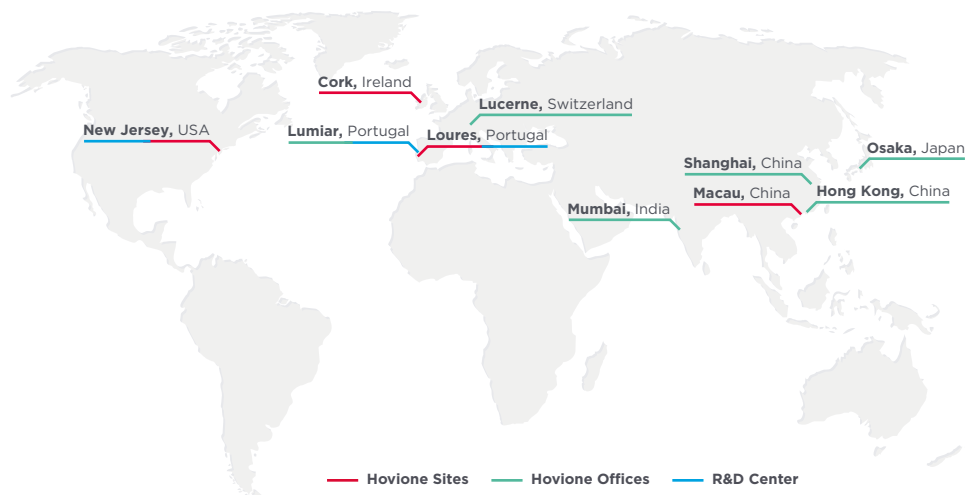 Cork, Ireland
Lucerne, Switzerland
New Jersey, USA
Lumiar, Portugal
Loures, Portugal
Osaka, Japan
Shanghai, China
Macau, China
Hong Kong, China
Mumbai, India
Hovione Sites
Hovione Offices
R&D Center